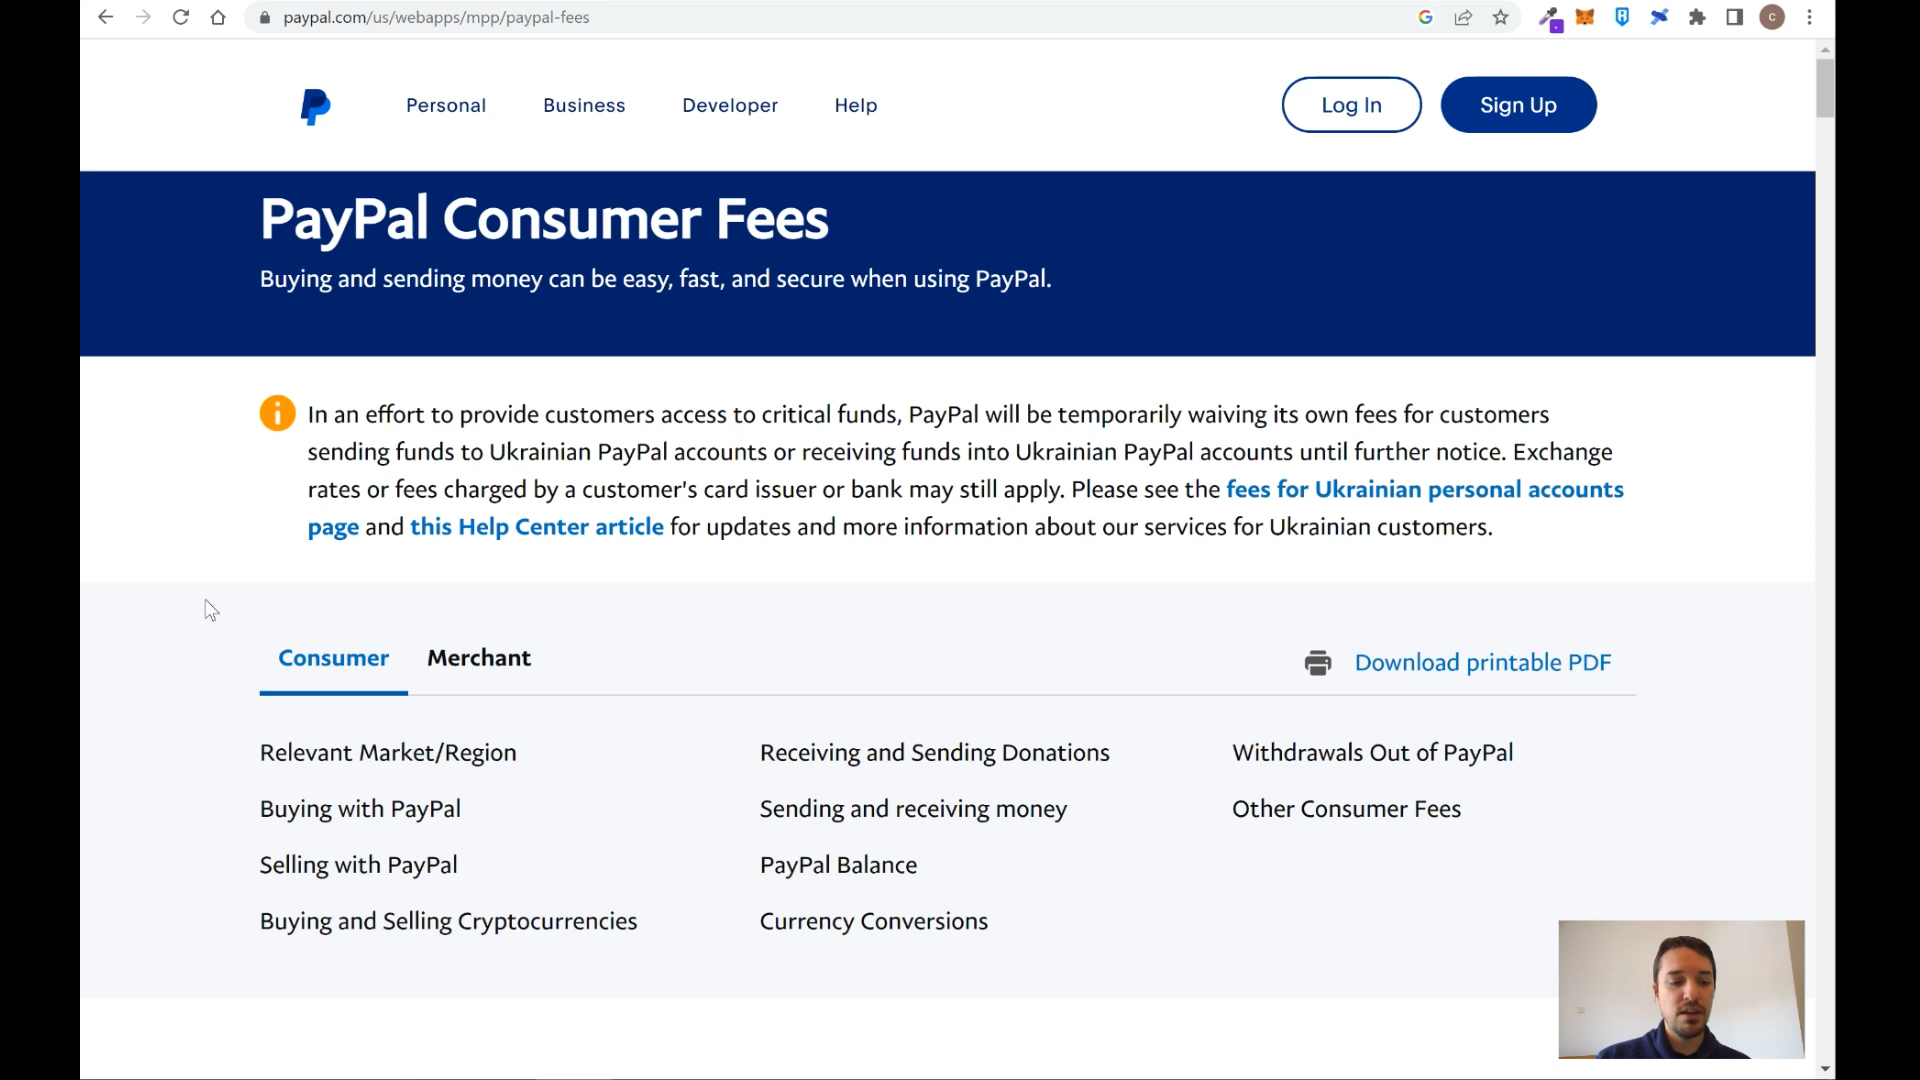 paypal.com/us/webapps/mpp/paypal-fees
Personal Business Developer Help Log In Sign Up
PayPal Consumer Fees
Buying and sending money can be easy, fast, and secure when using PayPal.
In an effort to provide customers access to critical funds, PayPal will be temporarily waiving its own fees for customers
sending funds to Ukrainian PayPal accounts or receiving funds into Ukrainian PayPal accounts until further notice. Exchange
rates or fees charged by a customer's card issuer or bank may still apply. Please see the fees for Ukrainian personal accounts
page and this Help Center article for updates and more information about our services for Ukrainian customers.
Consumer Merchant Download printable PDF
Relevant Market/Region Receiving and Sending Donations Withdrawals Out of PayPal
Buying with PayPal Sending and receiving money Other Consumer Fees
Selling with PayPal PayPal Balance
Buying and Selling Cryptocurrencies Currency Conversions